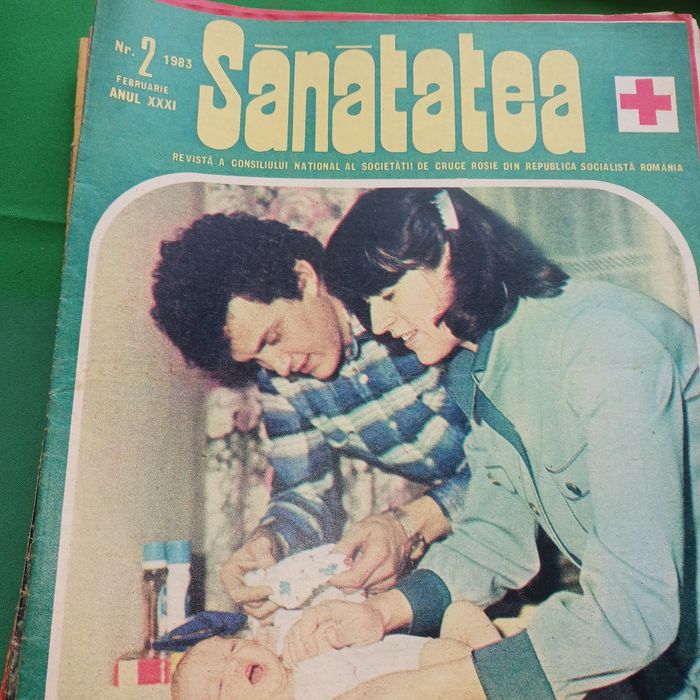 Nr. 2 1983
FEBRUARIE
ANUL XXXI
Sănătatea
REVISTĂ A CONSILIULUI NAȚIONAL AL SOCIETĂȚII DE CRUCE ROȘIE DIN REPUBLICA SOCIALISTĂ ROMÂNIA